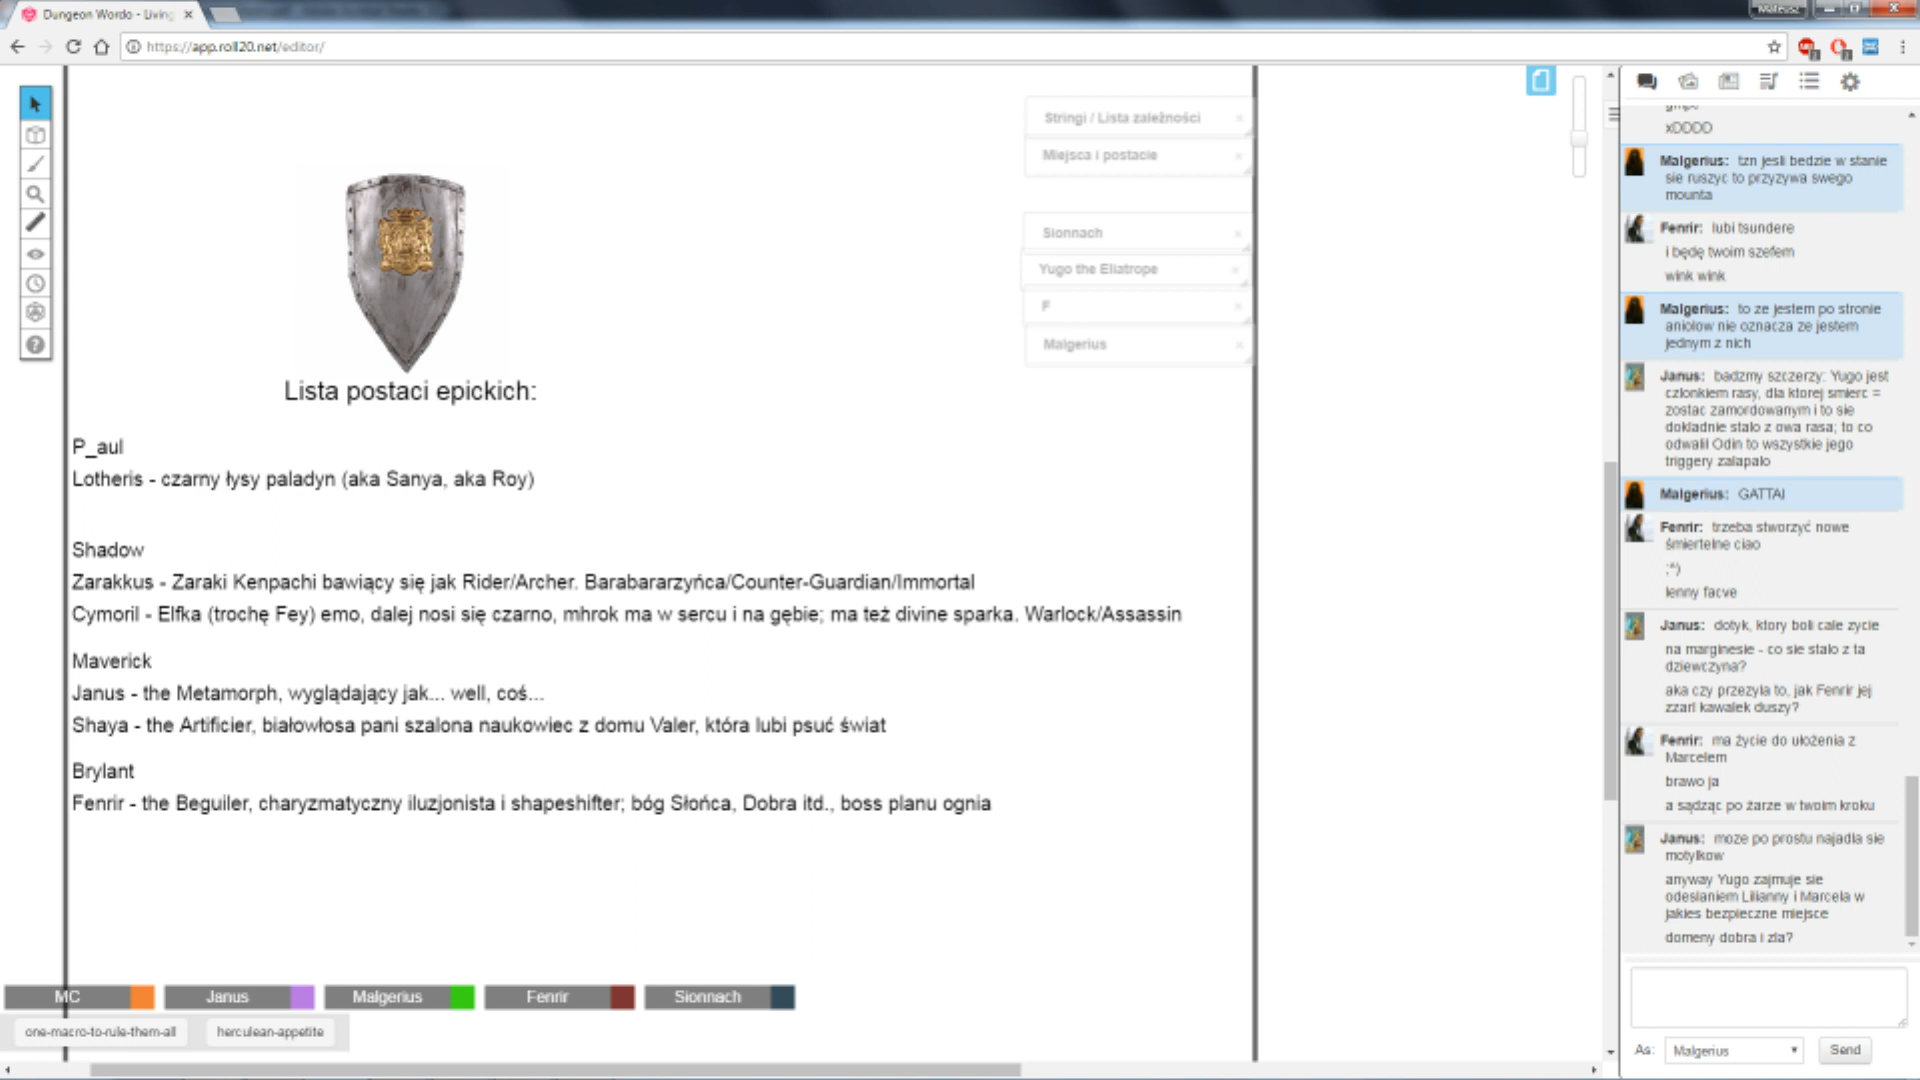 Dungeon Wordo - Living
Mateusz
https://app.roll20.net/editor/
Stringi / Lista zależności
Miejsca i postacie
Sionnach
Yugo the Eliatrope
F
Malgerius
Lista postaci epickich:
P_aul
Lotheris - czarny łysy paladyn (aka Sanya, aka Roy)
Shadow
Zarakkus - Zaraki Kenpachi bawiący się jak Rider/Archer. Barabararzyńca/Counter-Guardian/Immortal
Cymoril - Elfka (trochę Fey) emo, dalej nosi się czarno, mhrok ma w sercu i na gębie; ma też divine sparka. Warlock/Assassin
Maverick
Janus - the Metamorph, wyglądający jak... well, coś...
Shaya - the Artificier, białowłosa pani szalona naukowiec z domu Valer, która lubi psuć świat
Brylant
Fenrir - the Beguiler, charyzmatyczny iluzjonista i shapeshifter; bóg Słońca, Dobra itd., boss planu ognia
MC
Janus
Malgerius
Fenrir
Sionnach
one-macro-to-rule-them-all
herculean-appetite
xDDDD
Malgerius: tzn jesli bedzie w stanie
sie ruszyc to przyzywa swego
mounta
Fenrir: lubi tsundere
i będę twoim szefem
wink wink
Malgerius: to ze jestem po stronie
aniolow nie oznacza ze jestem
jednym z nich
Janus: badzmy szczerzy: Yugo jest
czlonkiem rasy, dla ktorej smierc =
zostac zamordowanym i to sie
dokladnie stalo z owa rasa; to co
odwalil Odin to wszystkie jego
triggery zalapalo
Malgerius: GATTAI
Fenrir: trzeba stworzyć nowe
śmiertelne ciao
;^)
lenny facve
Janus: dotyk, ktory boli cale zycie
na marginesie - co sie stalo z ta
dziewczyna?
aka czy przezyla to, jak Fenrir jej
zzarl kawalek duszy?
Fenrir: ma życie do ułożenia z
Marcelem
brawo ja
a sądząc po żarze w twoim kroku
Janus: moze po prostu najadla sie
motylkow
anyway Yugo zajmuje sie
odeslaniem Lilianny i Marcela w
jakies bezpieczne miejsce
domeny dobra i zla?
As: Malgerius Send